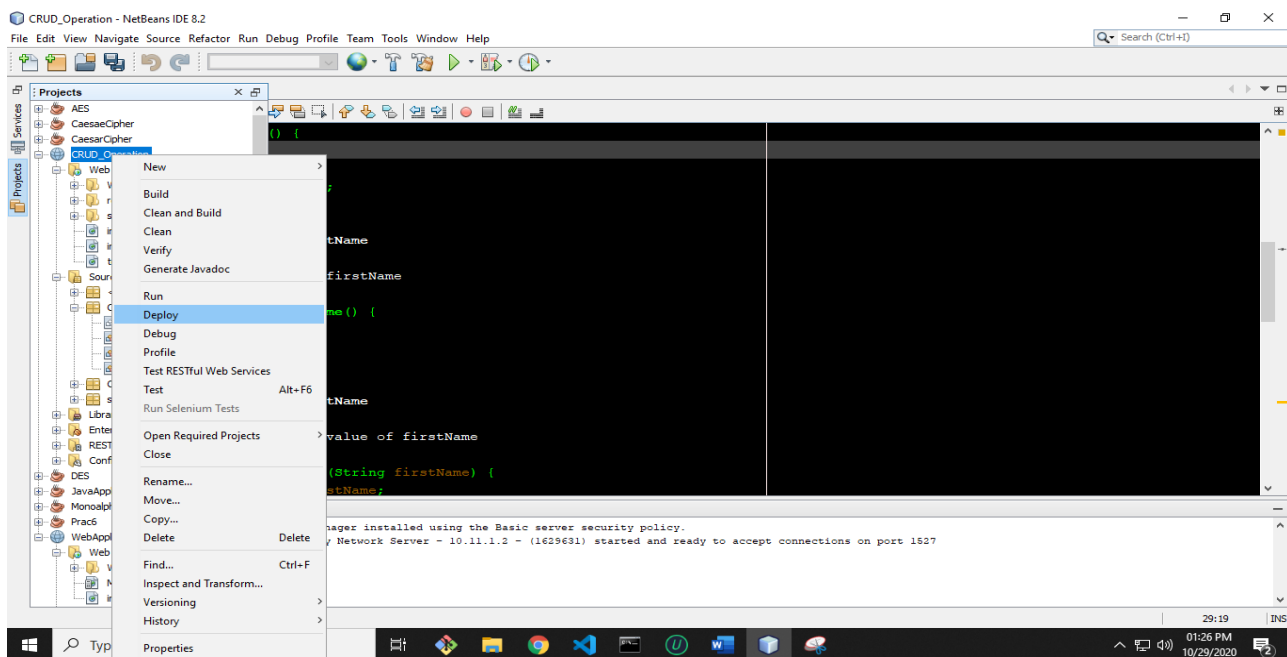 CRUD_Operation - NetBeans IDE 8.2
File Edit View Navigate Source Refactor Run Debug Profile Team Tools Window Help
Search (Ctrl+I)
Projects
Services
Projects
AES
CaesaeCipher
CaesarCipher
CRUD_Operation
Web
Sour
Libra
Enter
REST
Conf
DES
JavaApp
Monoalph
Prac6
WebAppl
Web
New
Build
Clean and Build
Clean
Verify
Generate Javadoc
Run
Deploy
Debug
Profile
Test RESTful Web Services
Test Alt+F6
Run Selenium Tests
Open Required Projects
Close
Rename...
Move...
Copy...
Delete Delete
Find... Ctrl+F
Inspect and Transform...
Versioning
History
Properties
() {
;
tName
firstName
me() {
tName
value of firstName
(String firstName) {
stName;
nager installed using the Basic server security policy.
y Network Server - 10.11.1.2 - (1629631) started and ready to accept connections on port 1527
29:19 INS
Typ
01:26 PM
10/29/2020
2